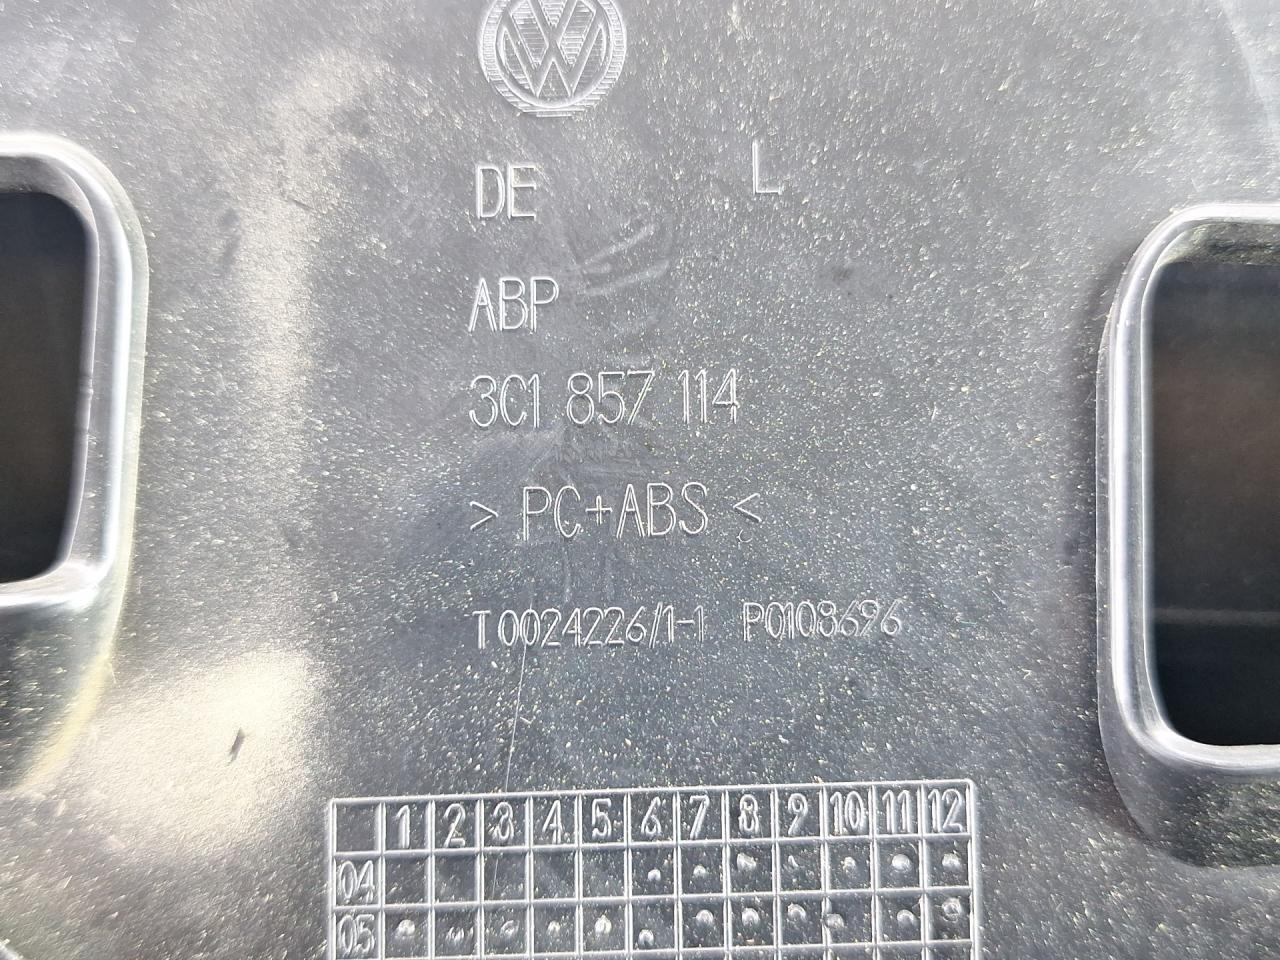 DE L
ABP
3C1 857 114
> PC+ABS <
T0024226/1-1 P0108696
1 2 3 4 5 6 7 8 9 10 11 12
04
05